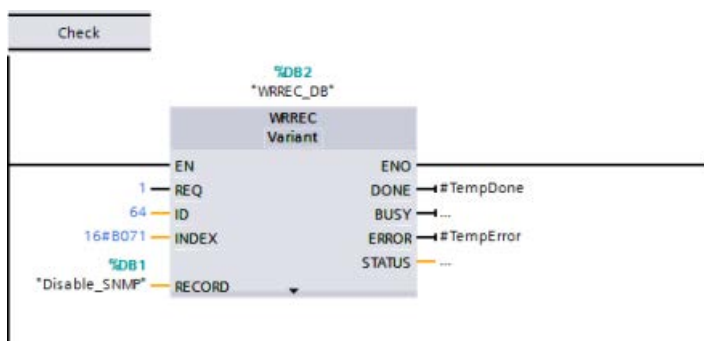 Check
%DB2
"WRREC_DB"
WRREC
Variant
EN ENO
1 REQ DONE #TempDone
64 ID BUSY ...
16#B071 INDEX ERROR #TempError
%DB1 STATUS ...
"Disable_SNMP" RECORD